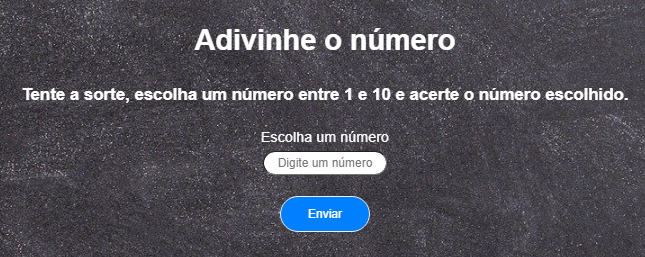 Adivinhe o número
Tente a sorte, escolha um número entre 1 e 10 e acerte o número escolhido.
Escolha um número
Digite um número
Enviar